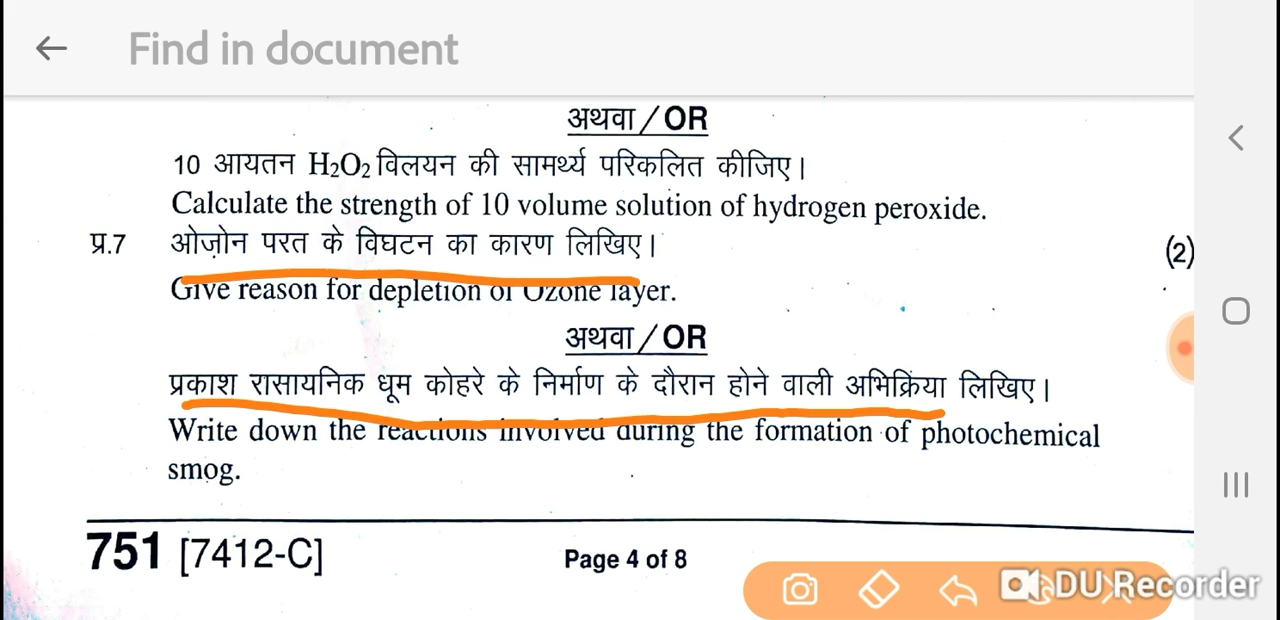 Find in document
अथवा / OR
10 आयतन H₂O₂ विलयन की सामर्थ्य परिकलित कीजिए।
Calculate the strength of 10 volume solution of hydrogen peroxide.
प्र.7 ओज़ोन परत के विघटन का कारण लिखिए। (2)
Give reason for depletion of Ozone layer.
अथवा / OR
प्रकाश रासायनिक धूम कोहरे के निर्माण के दौरान होने वाली अभिक्रिया लिखिए।
Write down the reactions involved during the formation of photochemical
smog.
751 [7412-C] Page 4 of 8
DU Recorder